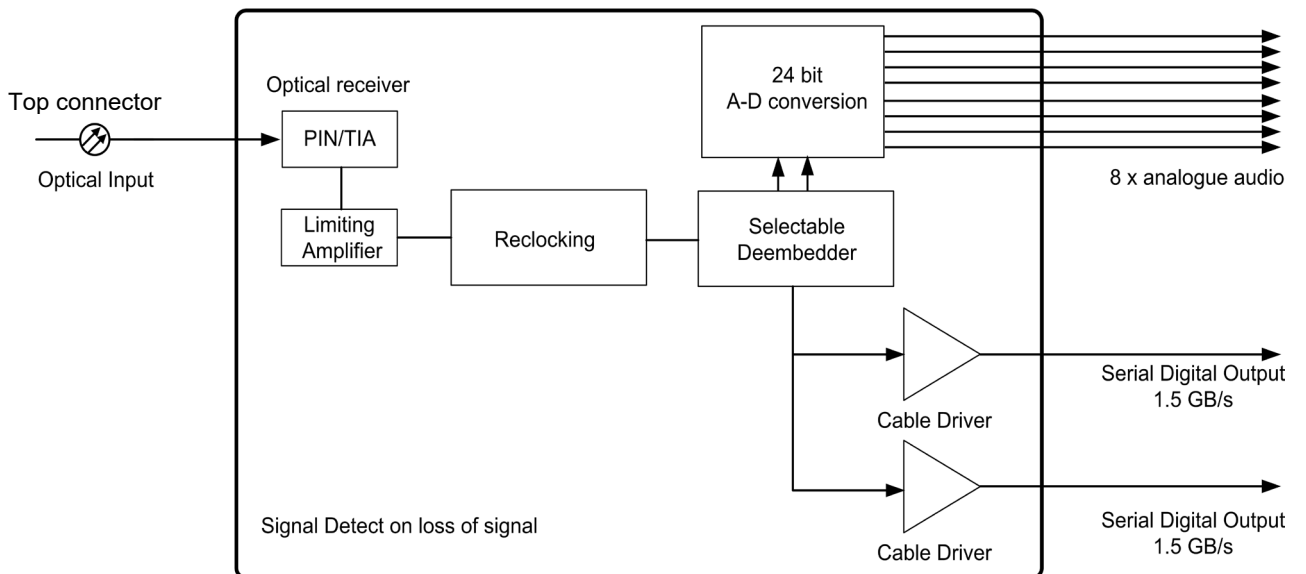 Top connector
Optical Input
Optical receiver
PIN/TIA
Limiting
Amplifier
Reclocking
Selectable
Deembedder
24 bit
A-D conversion
8 x analogue audio
Cable Driver
Serial Digital Output
1.5 GB/s
Cable Driver
Serial Digital Output
1.5 GB/s
Signal Detect on loss of signal